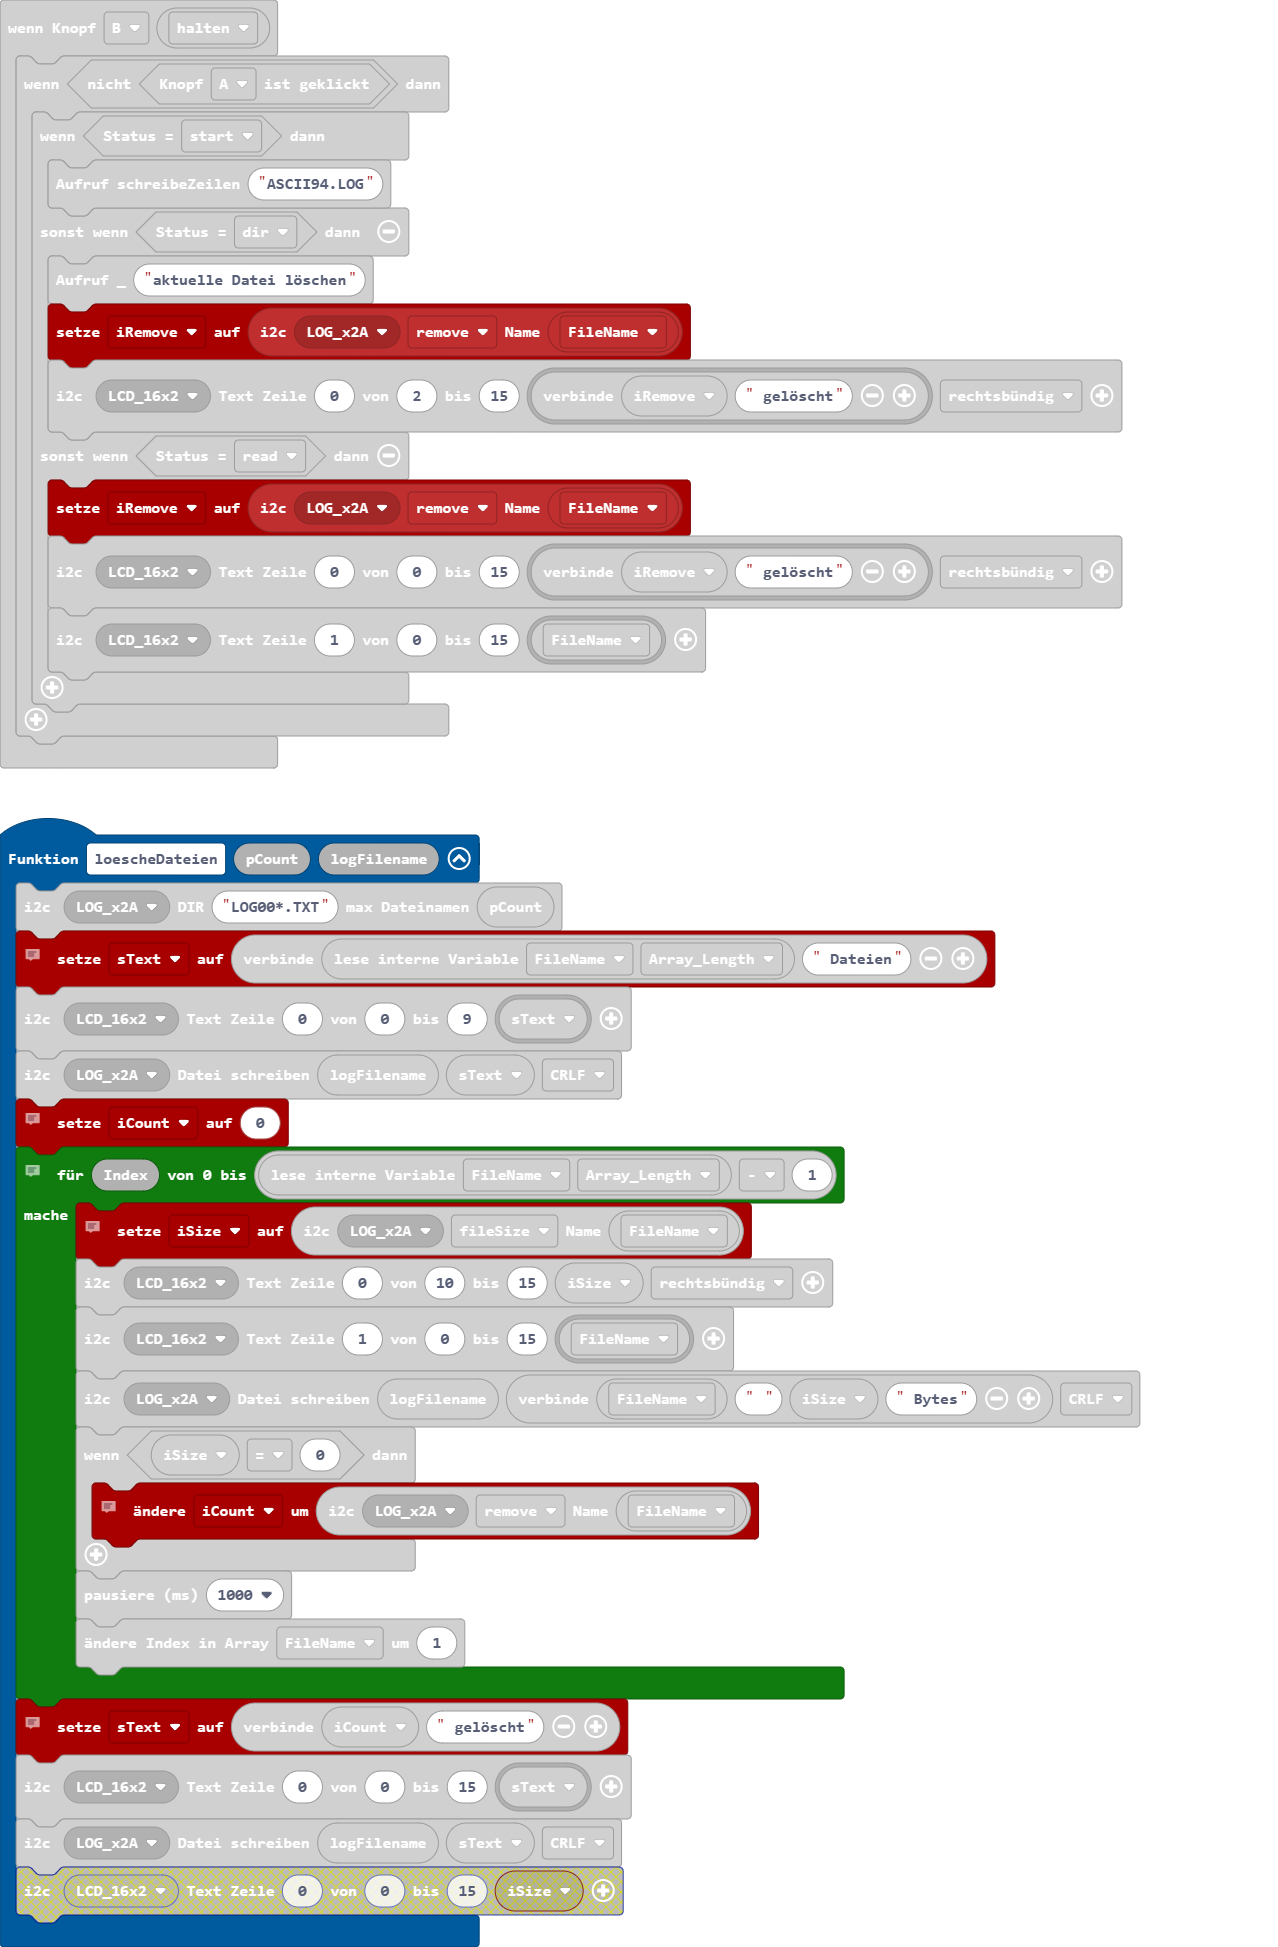 wenn Knopf B halten
wenn nicht Knopf A ist geklickt dann
wenn Status = start dann
Aufruf schreibeZeilen "ASCII94.LOG"
sonst wenn Status = dir dann
Aufruf _ "aktuelle Datei löschen"
setze iRemove auf i2c LOG_x2A remove Name FileName
i2c LCD_16x2 Text Zeile 0 von 2 bis 15 verbinde iRemove " gelöscht" rechtsbündig
sonst wenn Status = read dann
setze iRemove auf i2c LOG_x2A remove Name FileName
i2c LCD_16x2 Text Zeile 0 von 0 bis 15 verbinde iRemove " gelöscht" rechtsbündig
i2c LCD_16x2 Text Zeile 1 von 0 bis 15 FileName
Funktion loescheDateien pCount logFilename
i2c LOG_x2A DIR "LOG00*.TXT" max Dateinamen pCount
setze sText auf verbinde lese interne Variable FileName Array_Length " Dateien"
i2c LCD_16x2 Text Zeile 0 von 0 bis 9 sText
i2c LOG_x2A Datei schreiben logFilename sText CRLF
setze iCount auf 0
für Index von 0 bis lese interne Variable FileName Array_Length - 1
mache
setze iSize auf i2c LOG_x2A fileSize Name FileName
i2c LCD_16x2 Text Zeile 0 von 10 bis 15 iSize rechtsbündig
i2c LCD_16x2 Text Zeile 1 von 0 bis 15 FileName
i2c LOG_x2A Datei schreiben logFilename verbinde FileName " " iSize " Bytes" CRLF
wenn iSize = 0 dann
ändere iCount um i2c LOG_x2A remove Name FileName
pausiere (ms) 1000
ändere Index in Array FileName um 1
setze sText auf verbinde iCount " gelöscht"
i2c LCD_16x2 Text Zeile 0 von 0 bis 15 sText
i2c LOG_x2A Datei schreiben logFilename sText CRLF
i2c LCD_16x2 Text Zeile 0 von 0 bis 15 iSize